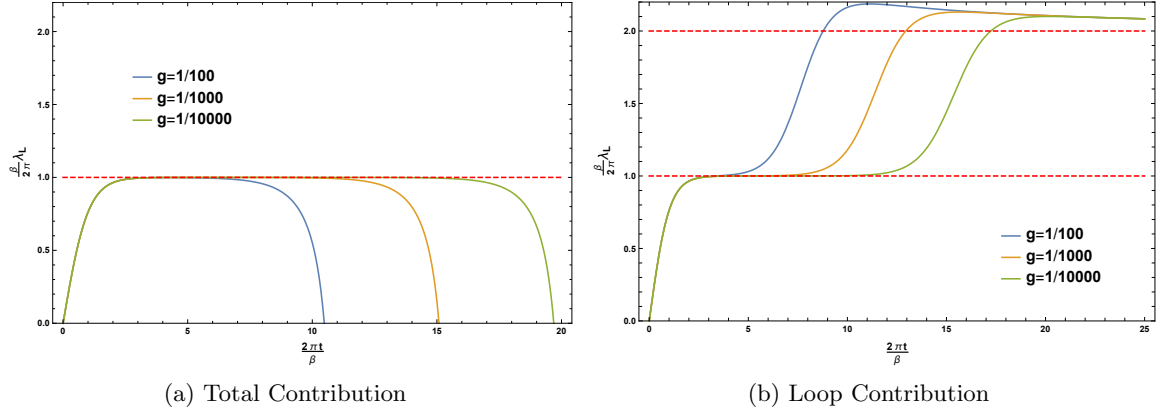 2.0
1.5
1.0
0.5
0.0
β/2π λL
g=1/100
g=1/1000
g=1/10000
0
5
10
15
20
2 π t/β
(a) Total Contribution
2.0
1.5
1.0
0.5
0.0
β/2π λL
g=1/100
g=1/1000
g=1/10000
0
5
10
15
20
25
2 π t/β
(b) Loop Contribution